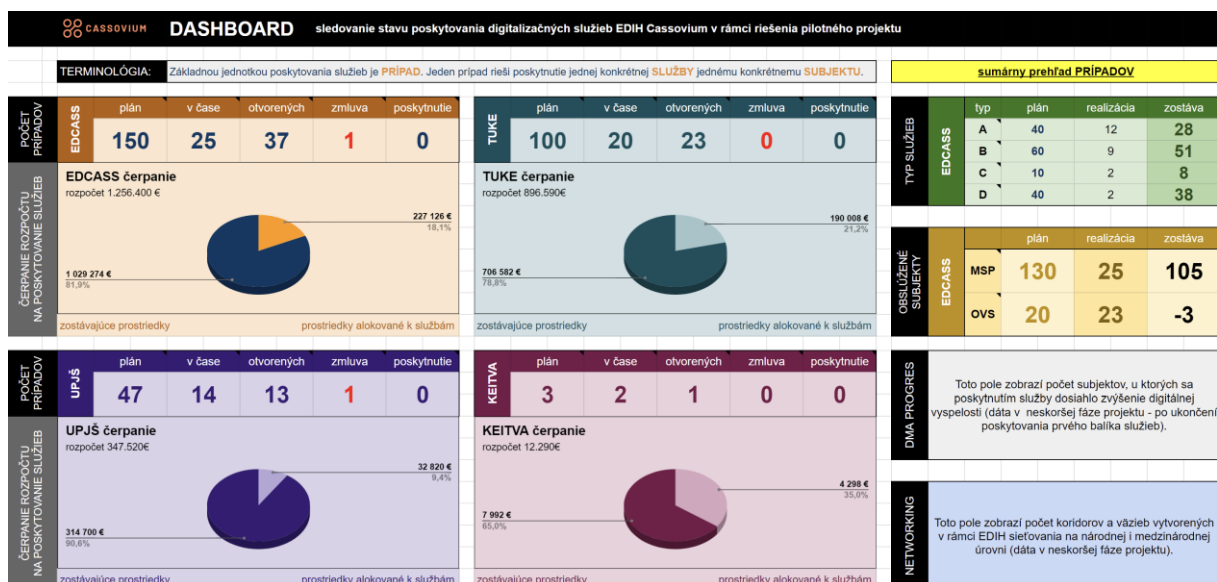 CASSOVIUM DASHBOARD sledovanie stavu poskytovania digitalizačných služieb EDIH Cassovium v rámci riešenia pilotného projektu
TERMINOLÓGIA: Základnou jednotkou poskytovania služieb je PRÍPAD. Jeden prípad rieši poskytnutie jednej konkrétnej SLUŽBY jednému konkrétnemu SUBJEKTU.
POČET PRÍPADOV
EDCASS
plán v čase otvorených zmluva poskytnutie
150 25 37 1 0
ČERPANIE ROZPOČTU
NA POSKYTOVANIE SLUŽIEB
EDCASS čerpanie
rozpočet 1.256.400 €
227 126 €
18,1%
1 029 274 €
81,9%
zostávajúce prostriedky prostriedky alokované k službám
TUKE
plán v čase otvorených zmluva poskytnutie
100 20 23 0 0
TUKE čerpanie
rozpočet 896.590€
190 008 €
21,2%
706 582 €
78,8%
zostávajúce prostriedky prostriedky alokované k službám
POČET PRÍPADOV
UPJŠ
plán v čase otvorených zmluva poskytnutie
47 14 13 1 0
ČERPANIE ROZPOČTU
NA POSKYTOVANIE SLUŽIEB
UPJŠ čerpanie
rozpočet 347.520€
32 820 €
9,4%
314 700 €
90,6%
zostávajúce prostriedky prostriedky alokované k službám
KEITVA
plán v čase otvorených zmluva poskytnutie
3 2 1 0 0
KEITVA čerpanie
rozpočet 12.290€
4 298 €
35,0%
7 992 €
65,0%
zostávajúce prostriedky prostriedky alokované k službám
sumárny prehľad PRÍPADOV
TYP SLUŽIEB
EDCASS
typ plán realizácia zostáva
A 40 12 28
B 60 9 51
C 10 2 8
D 40 2 38
OBSLÚŽENÉ
SUBJEKTY
EDCASS
plán realizácia zostáva
MSP 130 25 105
OVS 20 23 -3
DMA PROGRES
Toto pole zobrazí počet subjektov, u ktorých sa
poskytnutím služby dosiahlo zvýšenie digitálnej
vyspelosti (dáta v neskoršej fáze projektu - po ukončení
poskytovania prvého balíka služieb).
NETWORKING
Toto pole zobrazí počet koridorov a väzieb vytvorených
v rámci EDIH sieťovania na národnej i medzinárodnej
úrovni (dáta v neskoršej fáze projektu).